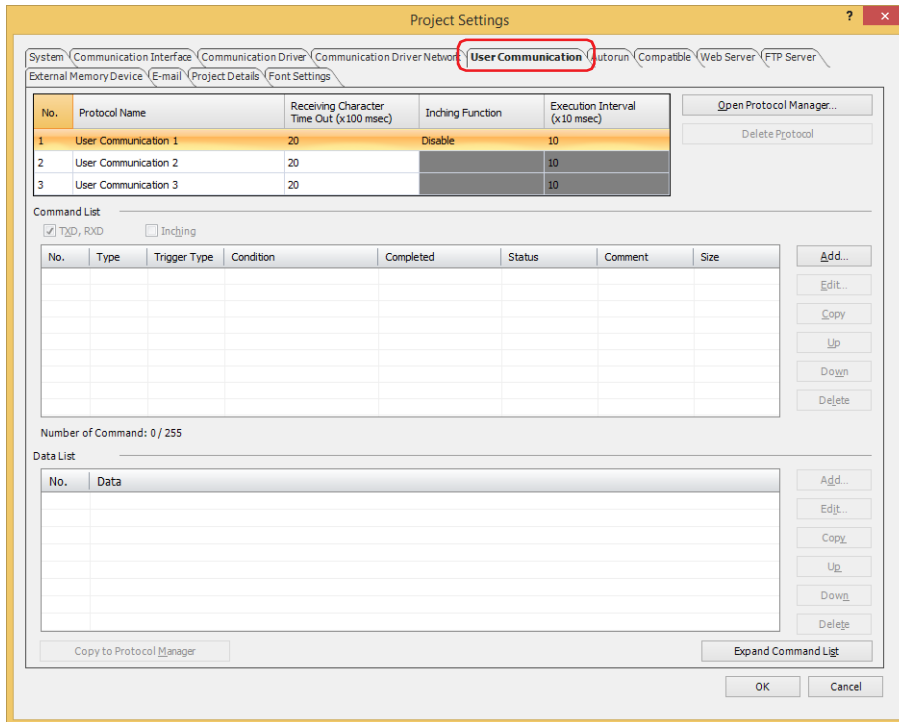 Project Settings
? ×
System Communication Interface Communication Driver Communication Driver Network User Communication Autorun Compatible Web Server FTP Server
External Memory Device E-mail Project Details Font Settings
No. Protocol Name Receiving Character Time Out (x100 msec) Inching Function Execution Interval (x10 msec)
Open Protocol Manager...
1 User Communication 1 20 Disable 10
Delete Protocol
2 User Communication 2 20 10
3 User Communication 3 20 10
Command List
TXD, RXD Inching
No. Type Trigger Type Condition Completed Status Comment Size
Add...
Edit...
Copy
Up
Down
Delete
Number of Command: 0 / 255
Data List
No. Data
Add...
Edit...
Copy
Up
Down
Delete
Copy to Protocol Manager
Expand Command List
OK Cancel